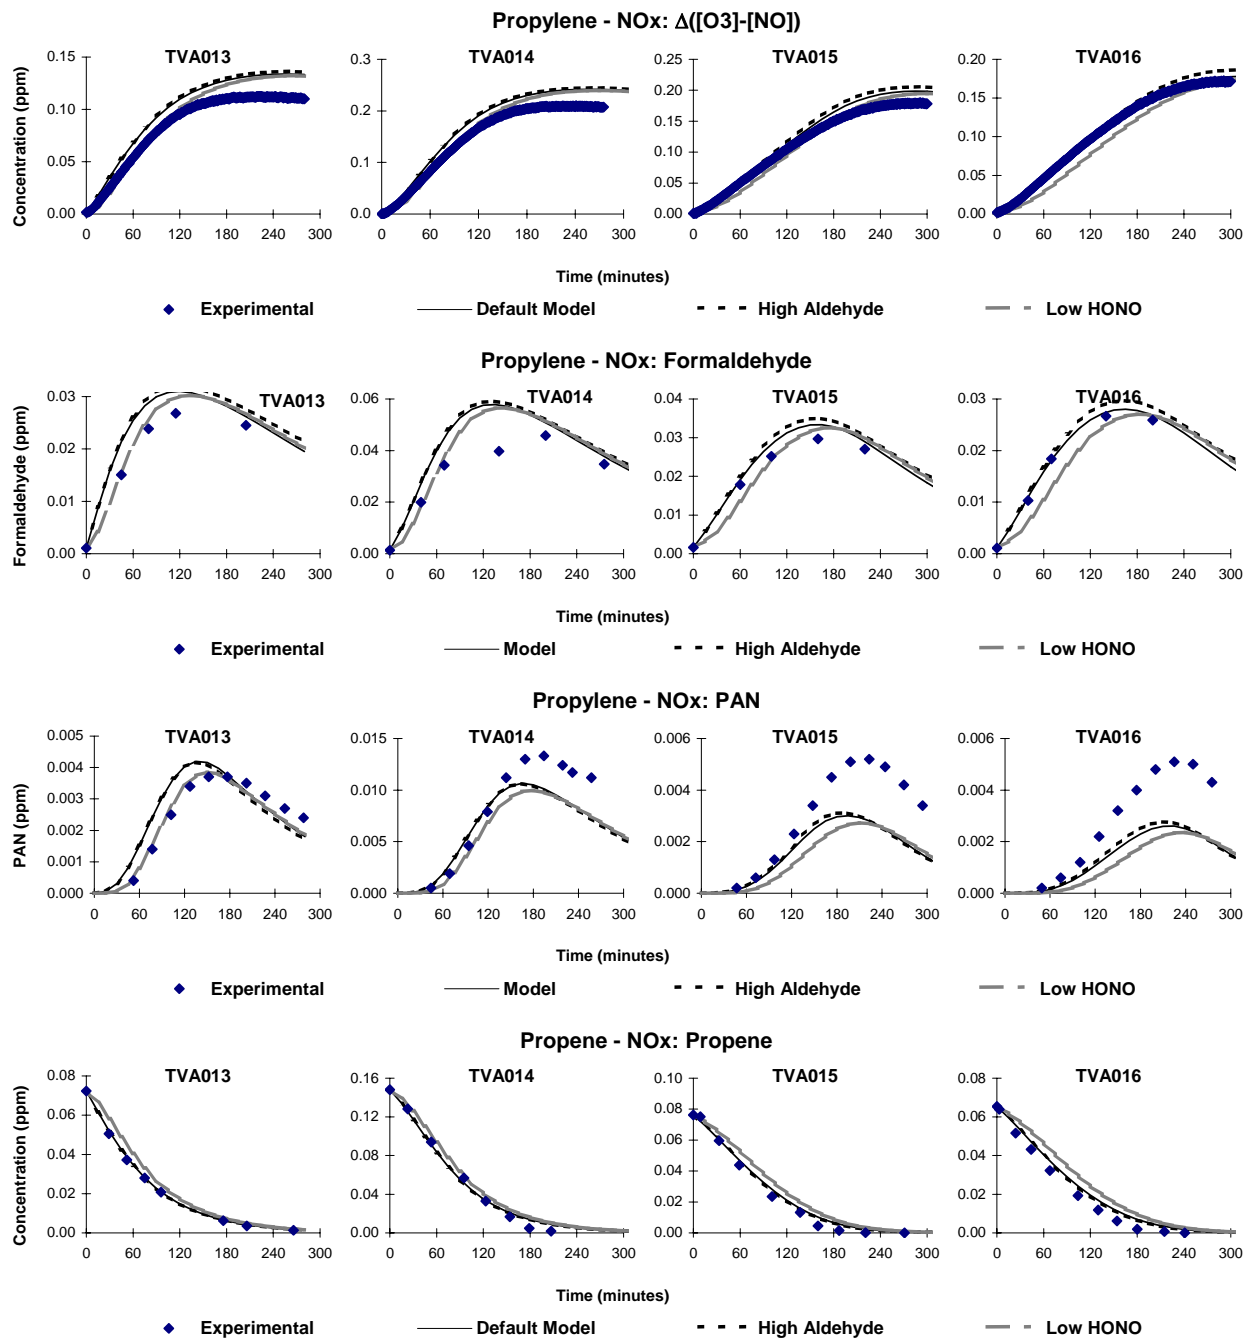 Propylene - NOx: Δ([O3]-[NO])
TVA013 TVA014 TVA015 TVA016
Concentration (ppm)
0.15 0.10 0.05 0.00
0.3 0.2 0.1 0.0
0.25 0.20 0.15 0.10 0.05 0.00
0.20 0.15 0.10 0.05 0.00
0 60 120 180 240 300 0 60 120 180 240 300 0 60 120 180 240 300 0 60 120 180 240 300
Time (minutes)
Experimental Default Model High Aldehyde Low HONO
Propylene - NOx: Formaldehyde
TVA013 TVA014 TVA015 TVA016
Formaldehyde (ppm)
0.03 0.02 0.01 0.00
0.06 0.04 0.02 0.00
0.04 0.03 0.02 0.01 0.00
0.03 0.02 0.01 0.00
0 60 120 180 240 300 0 60 120 180 240 300 0 60 120 180 240 300 0 60 120 180 240 300
Time (minutes)
Experimental Model High Aldehyde Low HONO
Propylene - NOx: PAN
TVA013 TVA014 TVA015 TVA016
PAN (ppm)
0.005 0.004 0.003 0.002 0.001 0.000
0.015 0.010 0.005 0.000
0.006 0.004 0.002 0.000
0.006 0.004 0.002 0.000
0 60 120 180 240 300 0 60 120 180 240 300 0 60 120 180 240 300 0 60 120 180 240 300
Time (minutes)
Experimental Model High Aldehyde Low HONO
Propene - NOx: Propene
TVA013 TVA014 TVA015 TVA016
Concentration (ppm)
0.08 0.06 0.04 0.02 0.00
0.16 0.12 0.08 0.04 0.00
0.10 0.08 0.06 0.04 0.02 0.00
0.08 0.06 0.04 0.02 0.00
0 60 120 180 240 300 0 60 120 180 240 300 0 60 120 180 240 300 0 60 120 180 240 300
Time (minutes)
Experimental Default Model High Aldehyde Low HONO